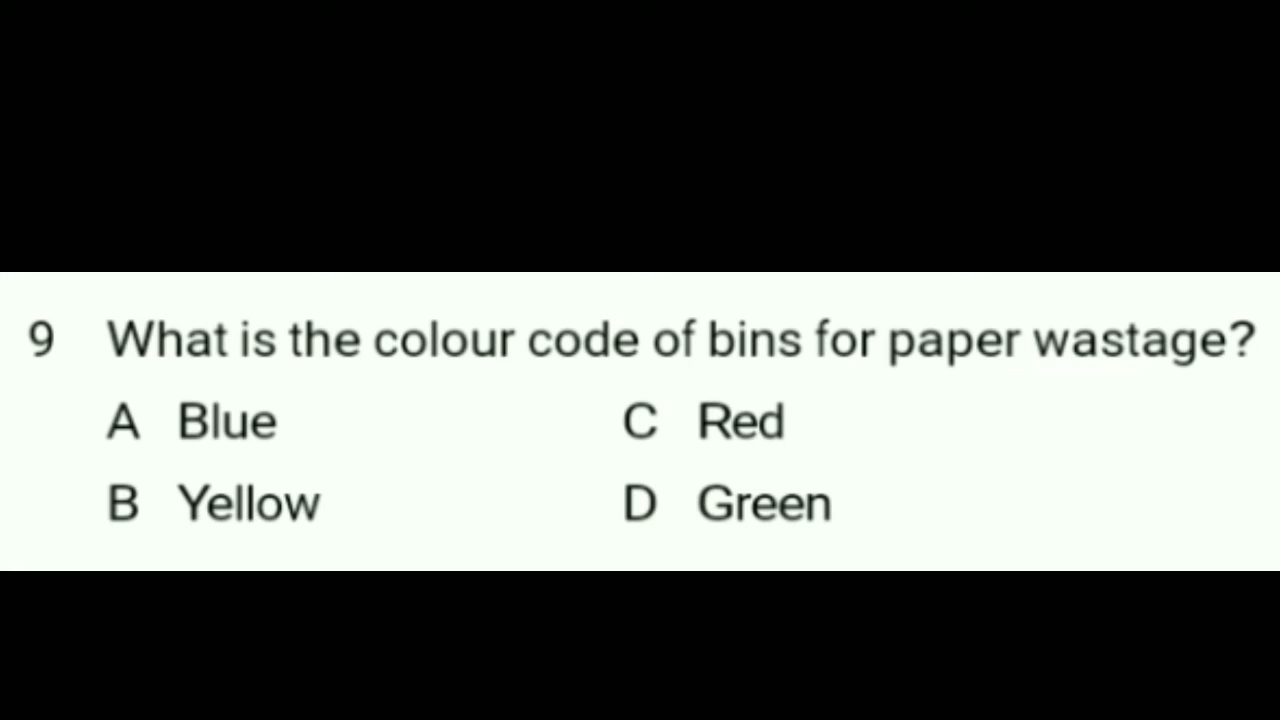 9 What is the colour code of bins for paper wastage?
A Blue C Red
B Yellow D Green